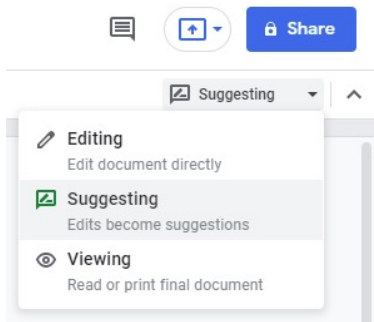 Share
Suggesting
Editing
Edit document directly
Suggesting
Edits become suggestions
Viewing
Read or print final document